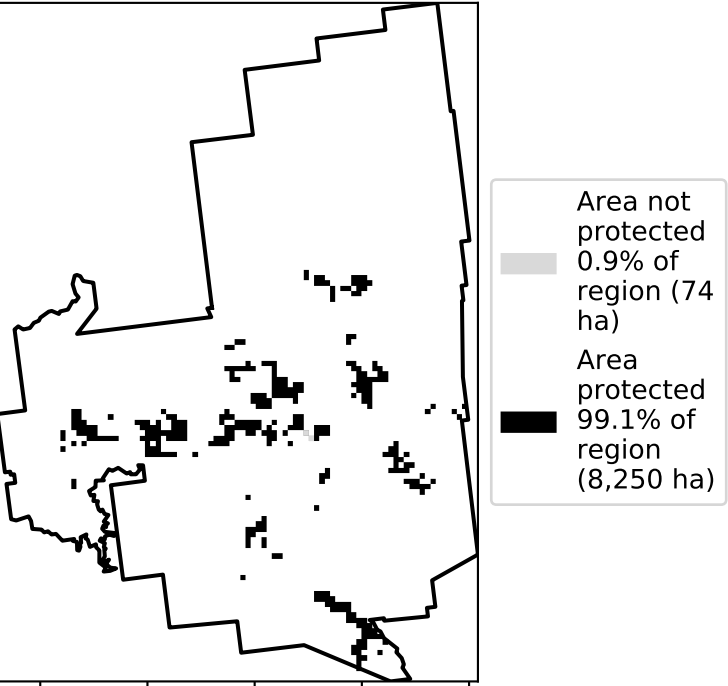 Area not
protected
0.9% of
region (74
ha)
Area
protected
99.1% of
region
(8,250 ha)